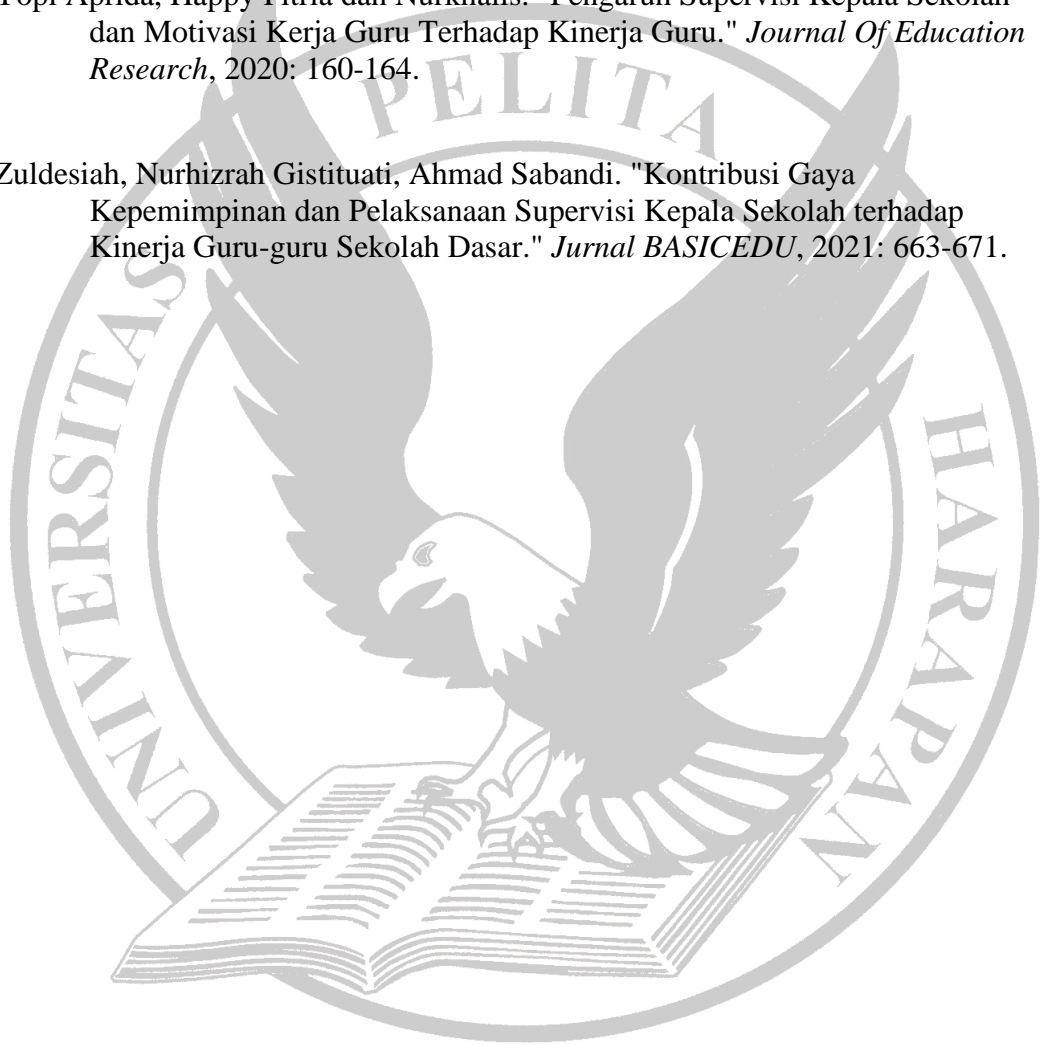 Yopi Aprida, Happy Fitria dan Nurkhalis. "Pengaruh Supervisi Kepala Sekolah
dan Motivasi Kerja Guru Terhadap Kinerja Guru." Journal Of Education
Research, 2020: 160-164.
Zuldesiah, Nurhizrah Gistituati, Ahmad Sabandi. "Kontribusi Gaya
Kepemimpinan dan Pelaksanaan Supervisi Kepala Sekolah terhadap
Kinerja Guru-guru Sekolah Dasar." Jurnal BASICEDU, 2021: 663-671.
UNIVERSITAS PELITA HARAPAN